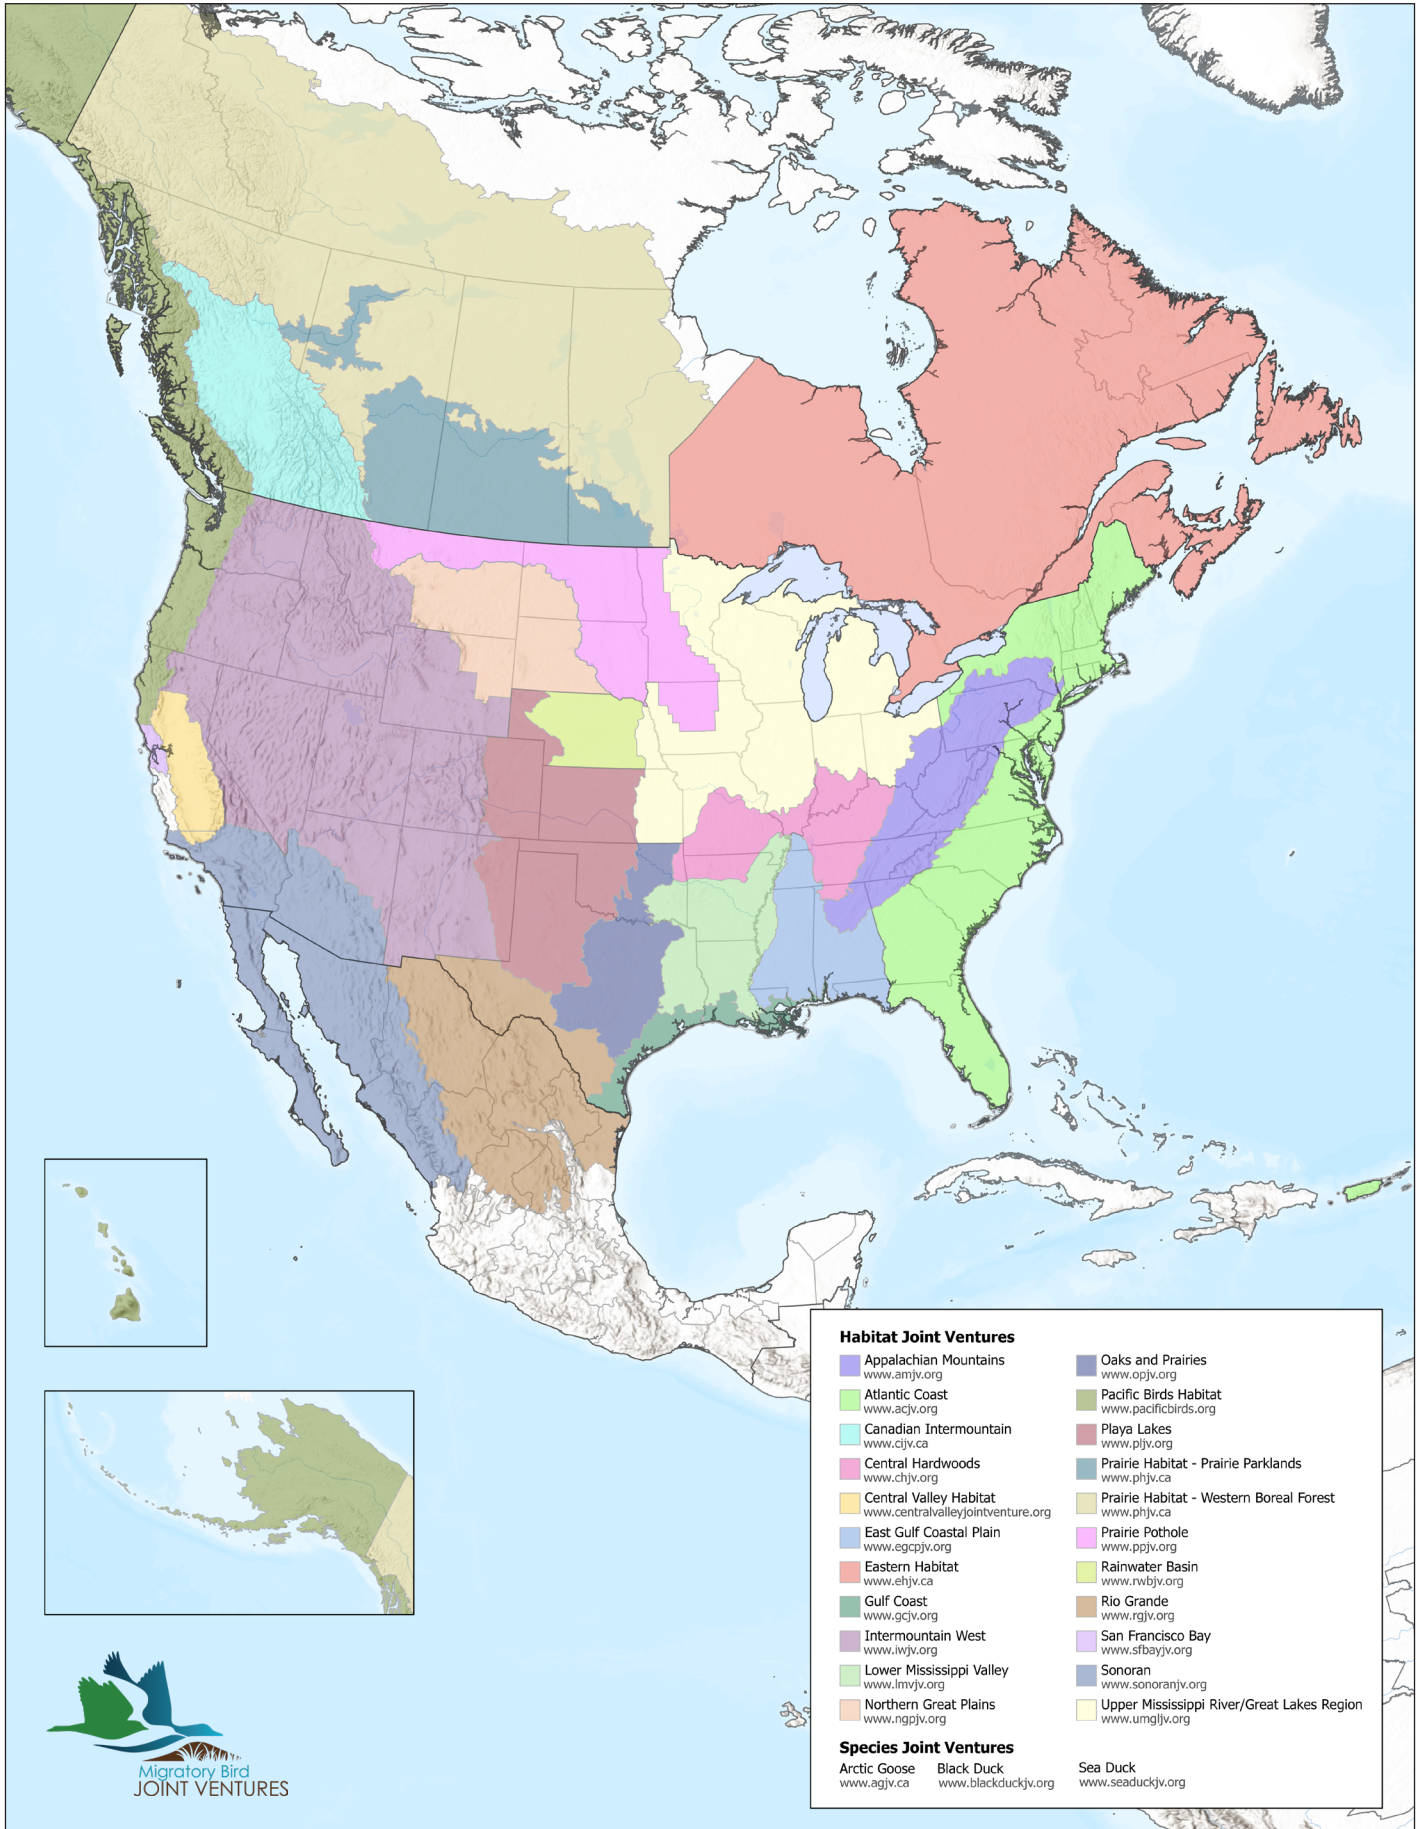 Habitat Joint Ventures
Appalachian Mountains
www.amjv.org
Atlantic Coast
www.acjv.org
Canadian Intermountain
www.cijv.ca
Central Hardwoods
www.chjv.org
Central Valley Habitat
www.centralvalleyjointventure.org
East Gulf Coastal Plain
www.egcpjv.org
Eastern Habitat
www.ehjv.ca
Gulf Coast
www.gcjv.org
Intermountain West
www.iwjv.org
Lower Mississippi Valley
www.lmvjv.org
Northern Great Plains
www.ngpjv.org
Oaks and Prairies
www.opjv.org
Pacific Birds Habitat
www.pacificbirds.org
Playa Lakes
www.pljv.org
Prairie Habitat - Prairie Parklands
www.phjv.ca
Prairie Habitat - Western Boreal Forest
www.phjv.ca
Prairie Pothole
www.ppjv.org
Rainwater Basin
www.rwbjv.org
Rio Grande
www.rgjv.org
San Francisco Bay
www.sfbayjv.org
Sonoran
www.sonoranjv.org
Upper Mississippi River/Great Lakes Region
www.umgljv.org
Species Joint Ventures
Arctic Goose
www.agjv.ca
Black Duck
www.blackduckjv.org
Sea Duck
www.seaduckjv.org
Migratory Bird
JOINT VENTURES